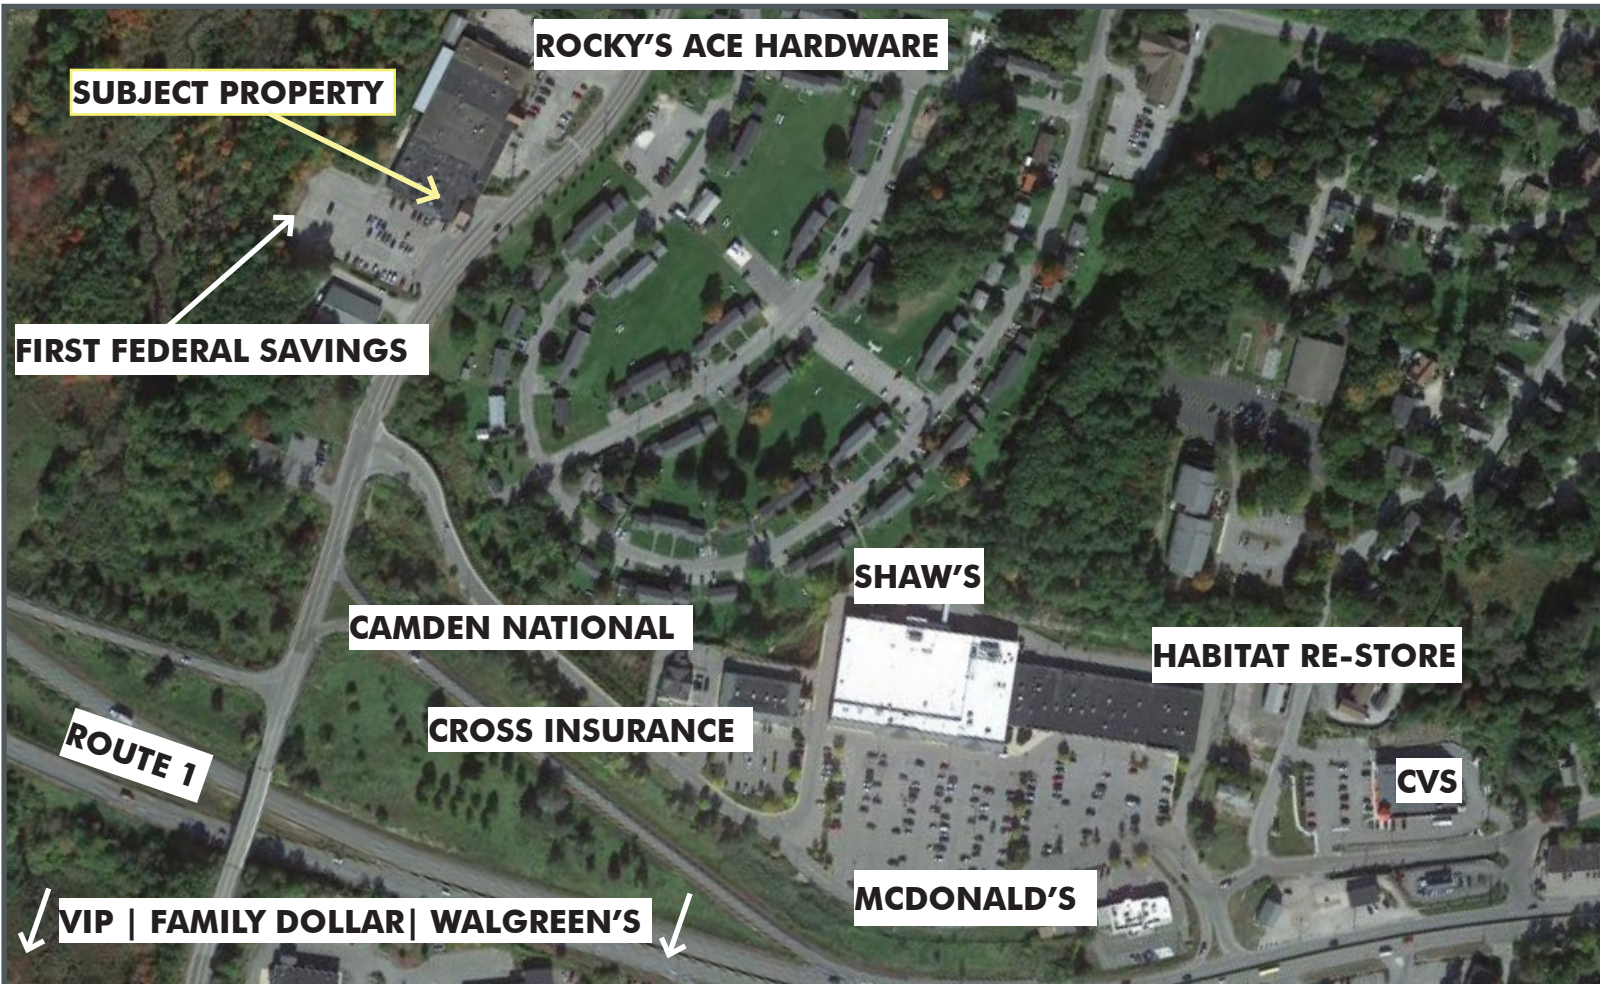 ROCKY'S ACE HARDWARE
SUBJECT PROPERTY
FIRST FEDERAL SAVINGS
SHAW'S
CAMDEN NATIONAL
HABITAT RE-STORE
CROSS INSURANCE
ROUTE 1
CVS
MCDONALD'S
VIP | FAMILY DOLLAR| WALGREEN'S